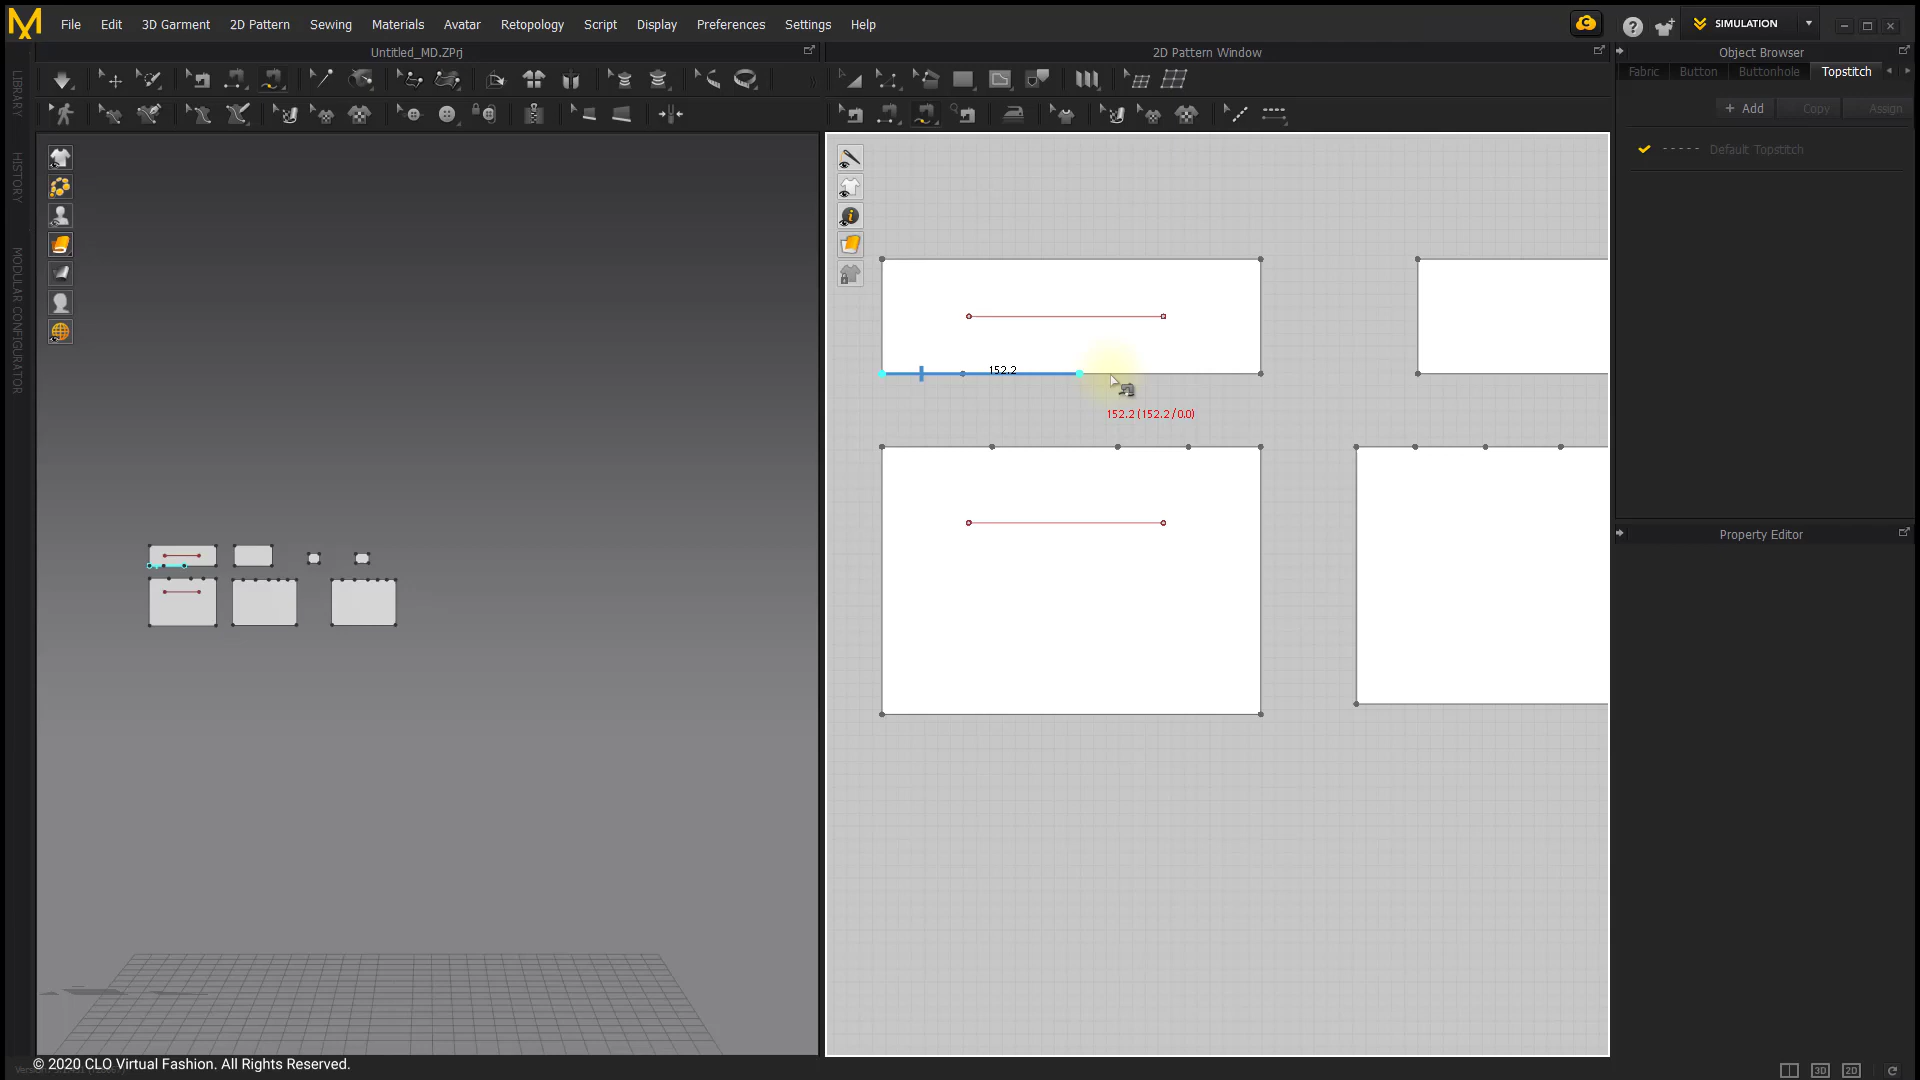 File Edit 3D Garment 2D Pattern Sewing Materials Avatar Retopology Script Display Preferences Settings Help
SIMULATION
Untitled_MD.ZPrj
2D Pattern Window
Object Browser
Fabric Button Buttonhole Topstitch
+ Add Copy Assign
Default Topstitch
LIBRARY
HISTORY
MODULAR CONFIGURATOR
152.2
152.2 (152.2/0.0)
Property Editor
© 2020 CLO Virtual Fashion. All Rights Reserved.
3D 2D